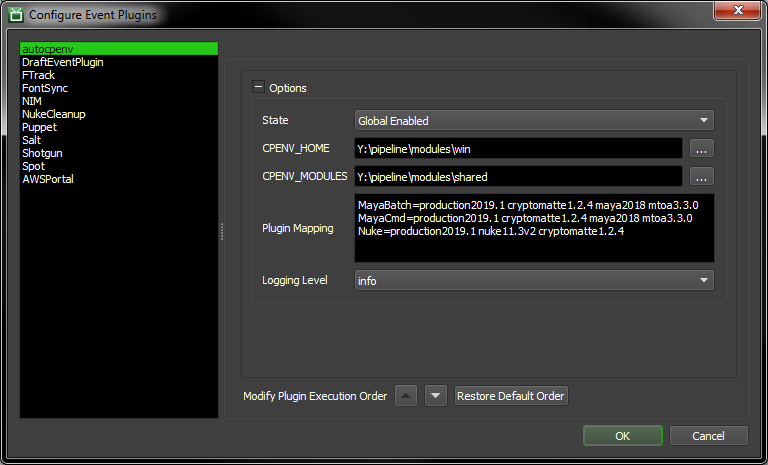 Configure Event Plugins
autocpenv
DraftEventPlugin
FTrack
FontSync
NIM
NukeCleanup
Puppet
Salt
Shotgun
Spot
AWSPortal
Options
State
Global Enabled
CPENV_HOME
Y:\pipeline\modules\win
...
CPENV_MODULES
Y:\pipeline\modules\shared
...
Plugin Mapping
MayaBatch=production2019.1 cryptomatte1.2.4 maya2018 mtoa3.3.0
MayaCmd=production2019.1 cryptomatte1.2.4 maya2018 mtoa3.3.0
Nuke=production2019.1 nuke11.3v2 cryptomatte1.2.4
Logging Level
info
Modify Plugin Execution Order
Restore Default Order
OK
Cancel